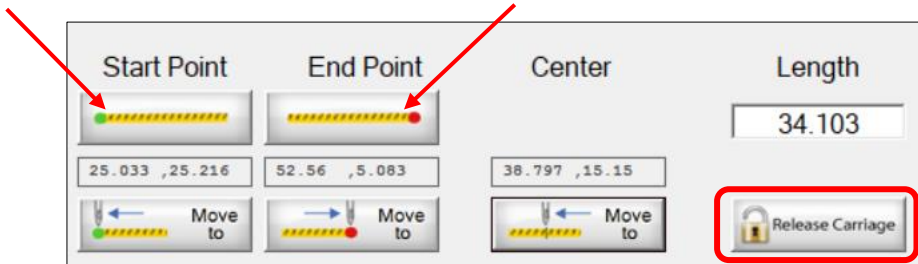 Start Point End Point Center Length
34.103
25.033 ,25.216 52.56 ,5.083 38.797 ,15.15
Move to Move to Move to Release Carriage